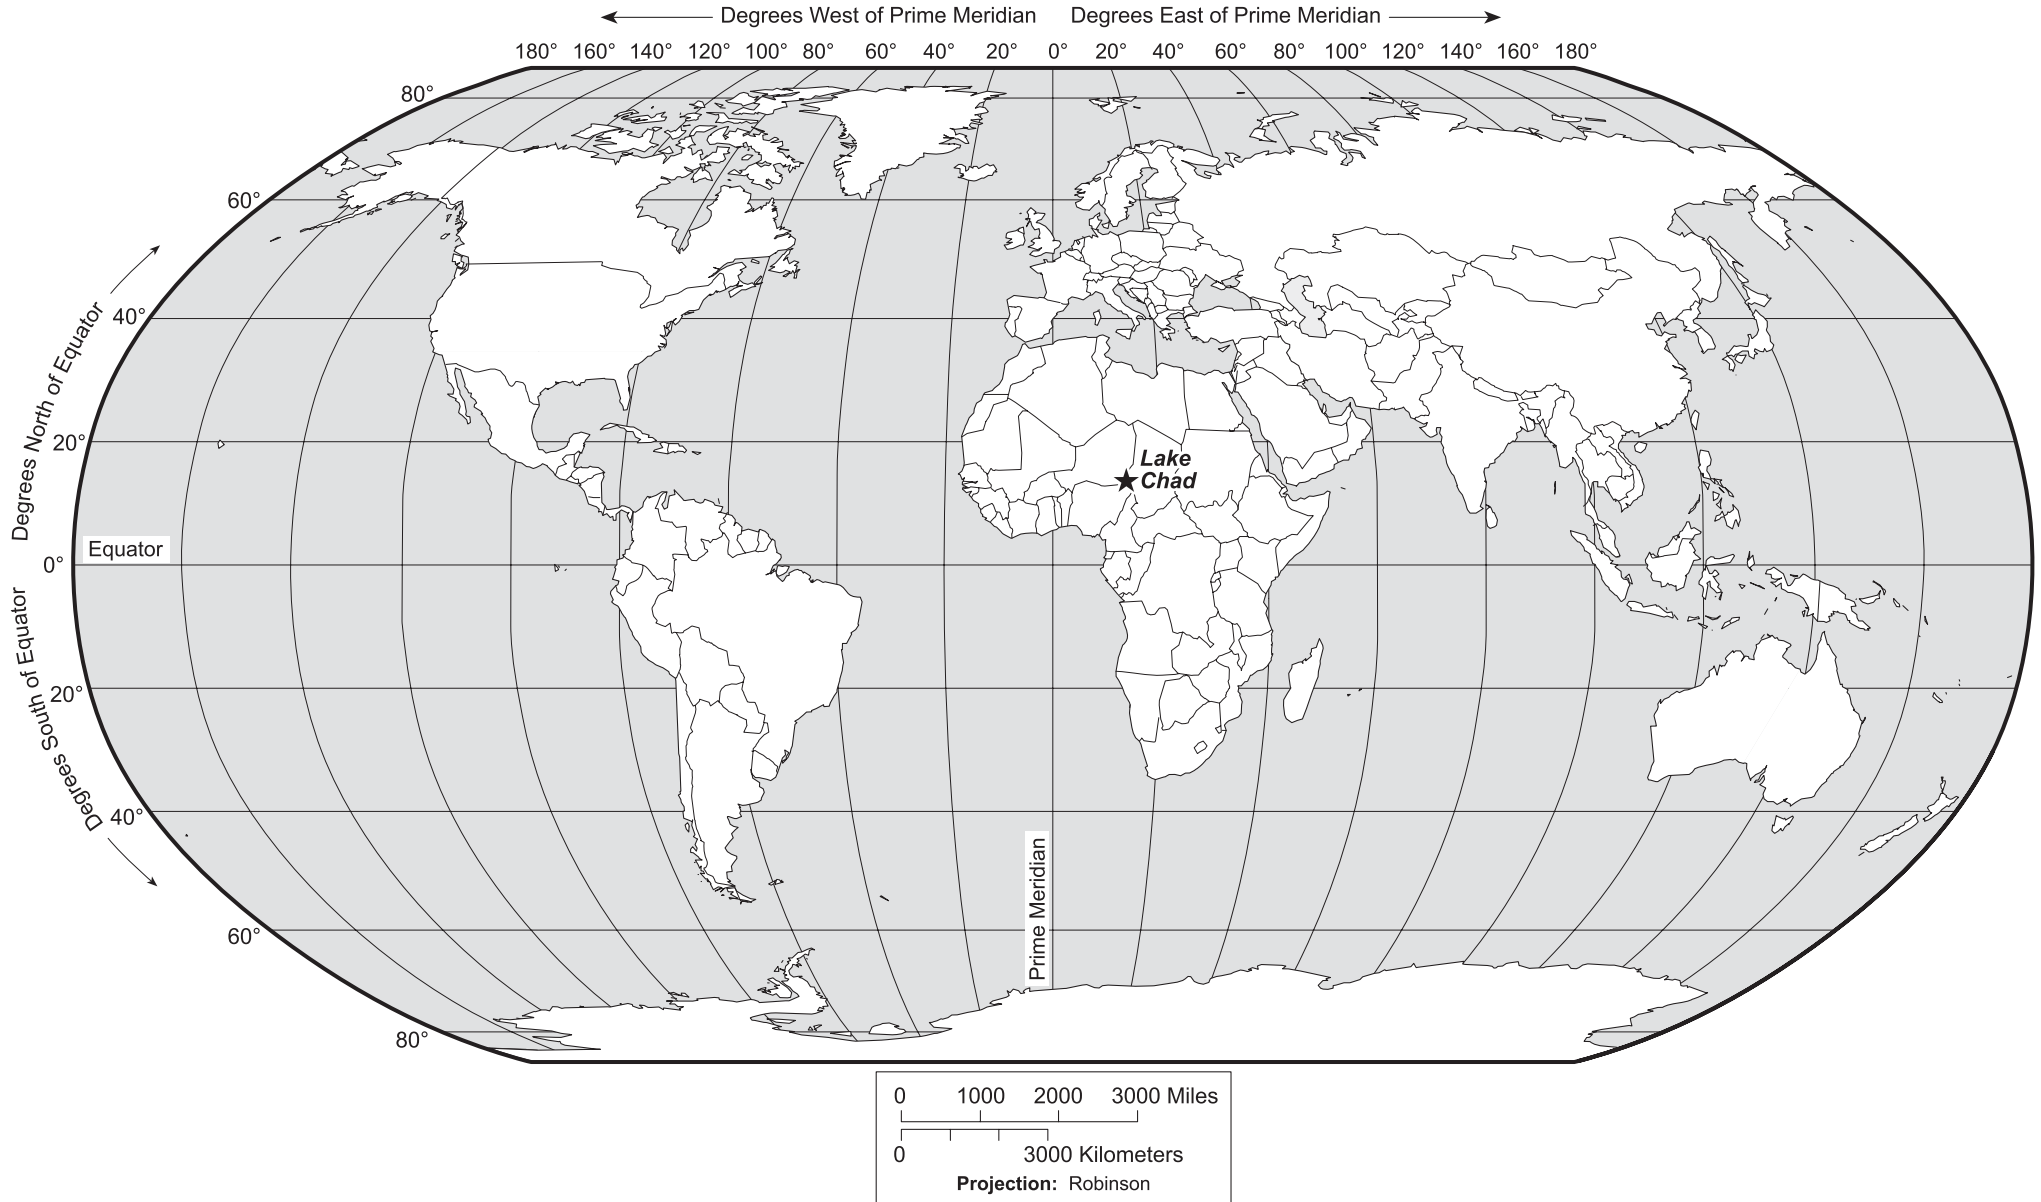 Degrees West of Prime Meridian Degrees East of Prime Meridian
180° 160° 140° 120° 100° 80° 60° 40° 20° 0° 20° 40° 60° 80° 100° 120° 140° 160° 180°
80°
60°
40°
20°
0°
20°
40°
60°
80°
Degrees North of Equator
Degrees South of Equator
Equator
Lake
Chad
Prime Meridian
0 1000 2000 3000 Miles
0 3000 Kilometers
Projection: Robinson